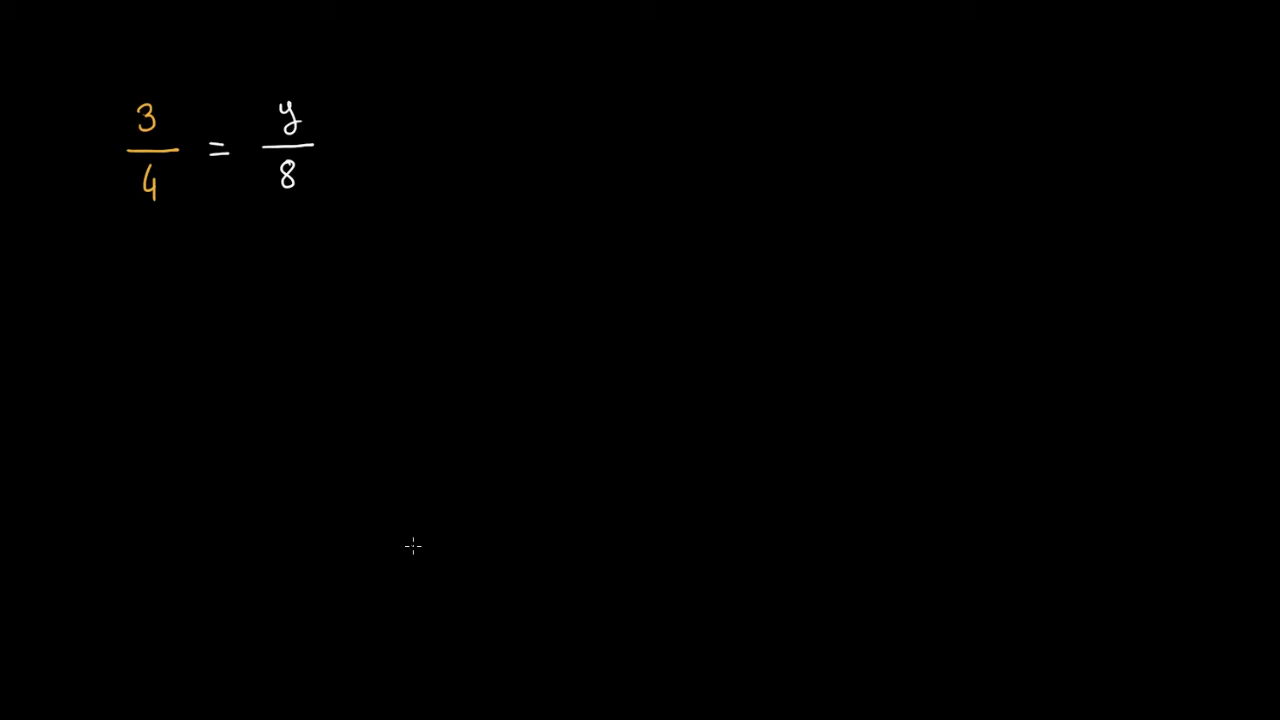 3/4 = y/8